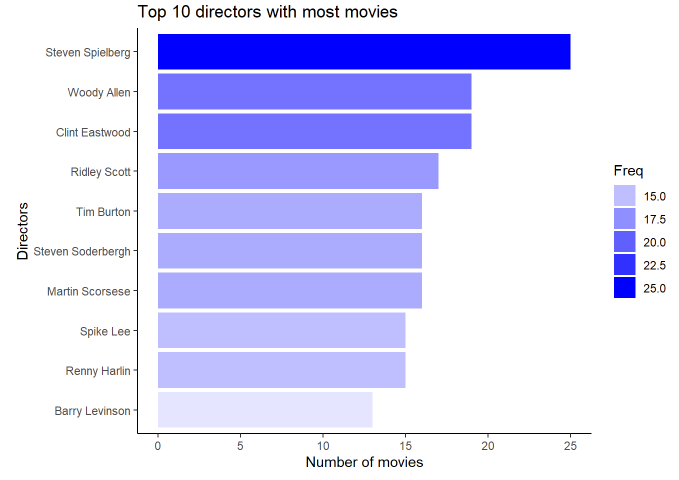 Top 10 directors with most movies
Directors
Steven Spielberg
Woody Allen
Clint Eastwood
Ridley Scott
Tim Burton
Steven Soderbergh
Martin Scorsese
Spike Lee
Renny Harlin
Barry Levinson
0 5 10 15 20 25
Number of movies
Freq
15.0
17.5
20.0
22.5
25.0